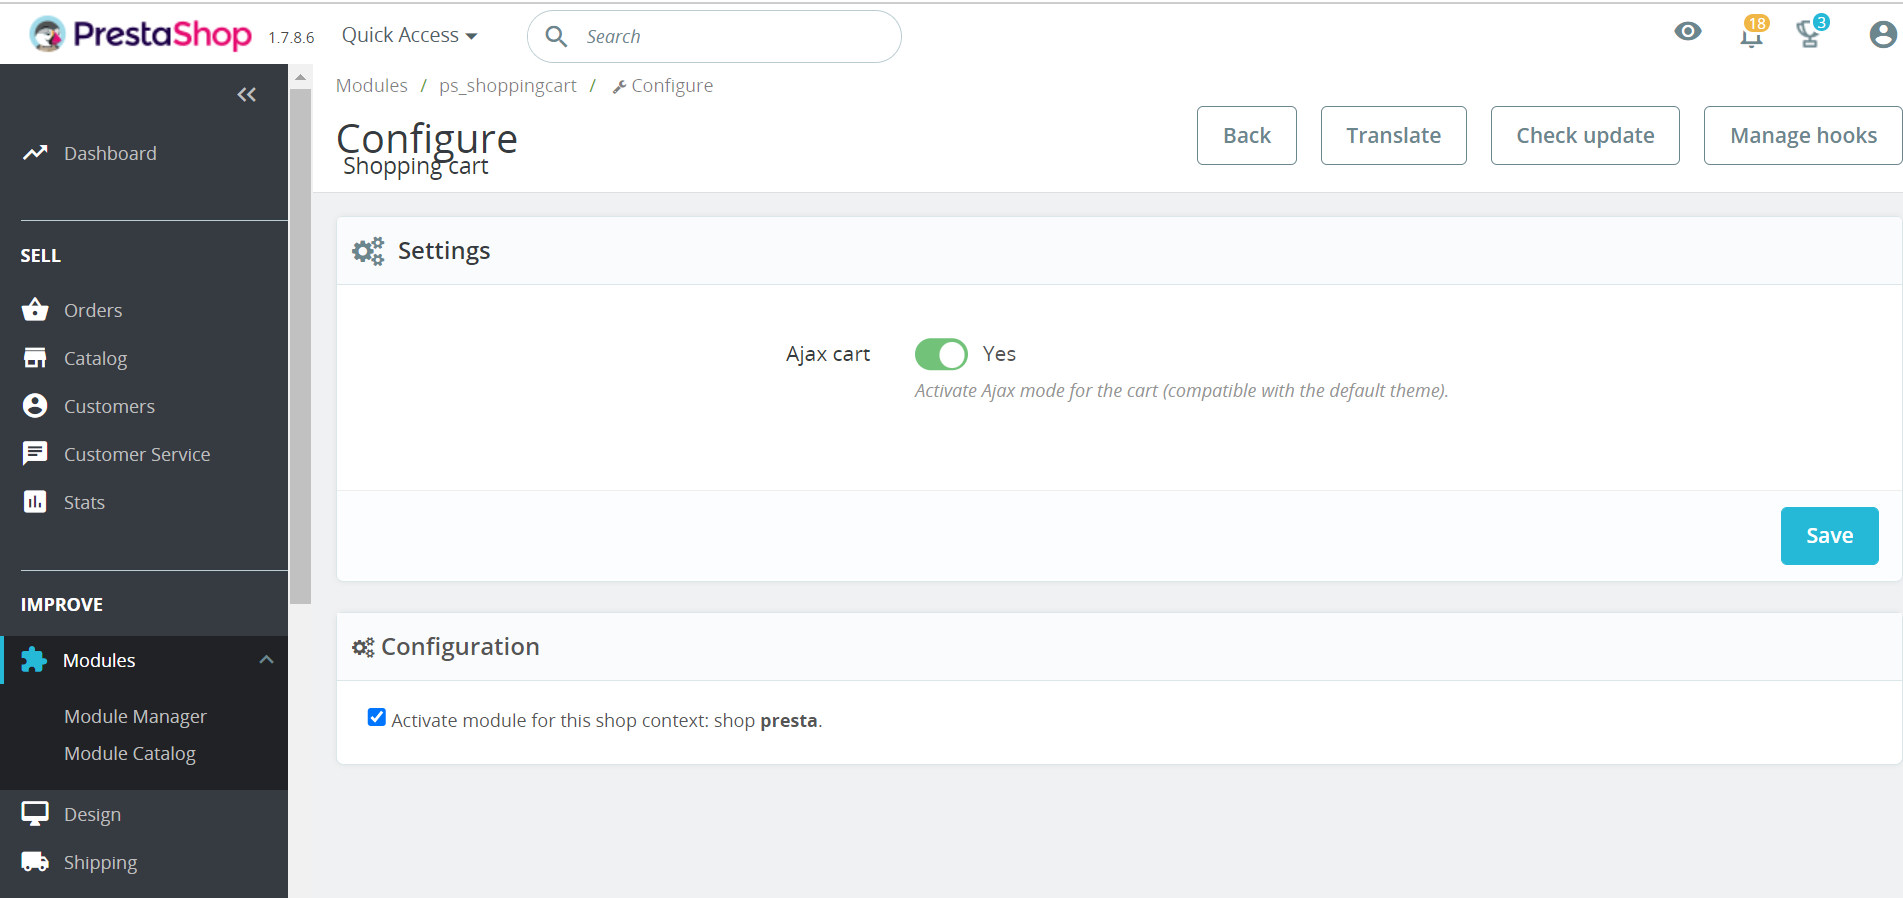 PrestaShop 1.7.8.6 Quick Access Search 18 3
Modules / ps_shoppingcart / Configure
Configure
Shopping cart
Back Translate Check update Manage hooks
Dashboard
SELL
Orders
Catalog
Customers
Customer Service
Stats
IMPROVE
Modules
Module Manager
Module Catalog
Design
Shipping
Settings
Ajax cart Yes
Activate Ajax mode for the cart (compatible with the default theme).
Save
Configuration
Activate module for this shop context: shop presta.